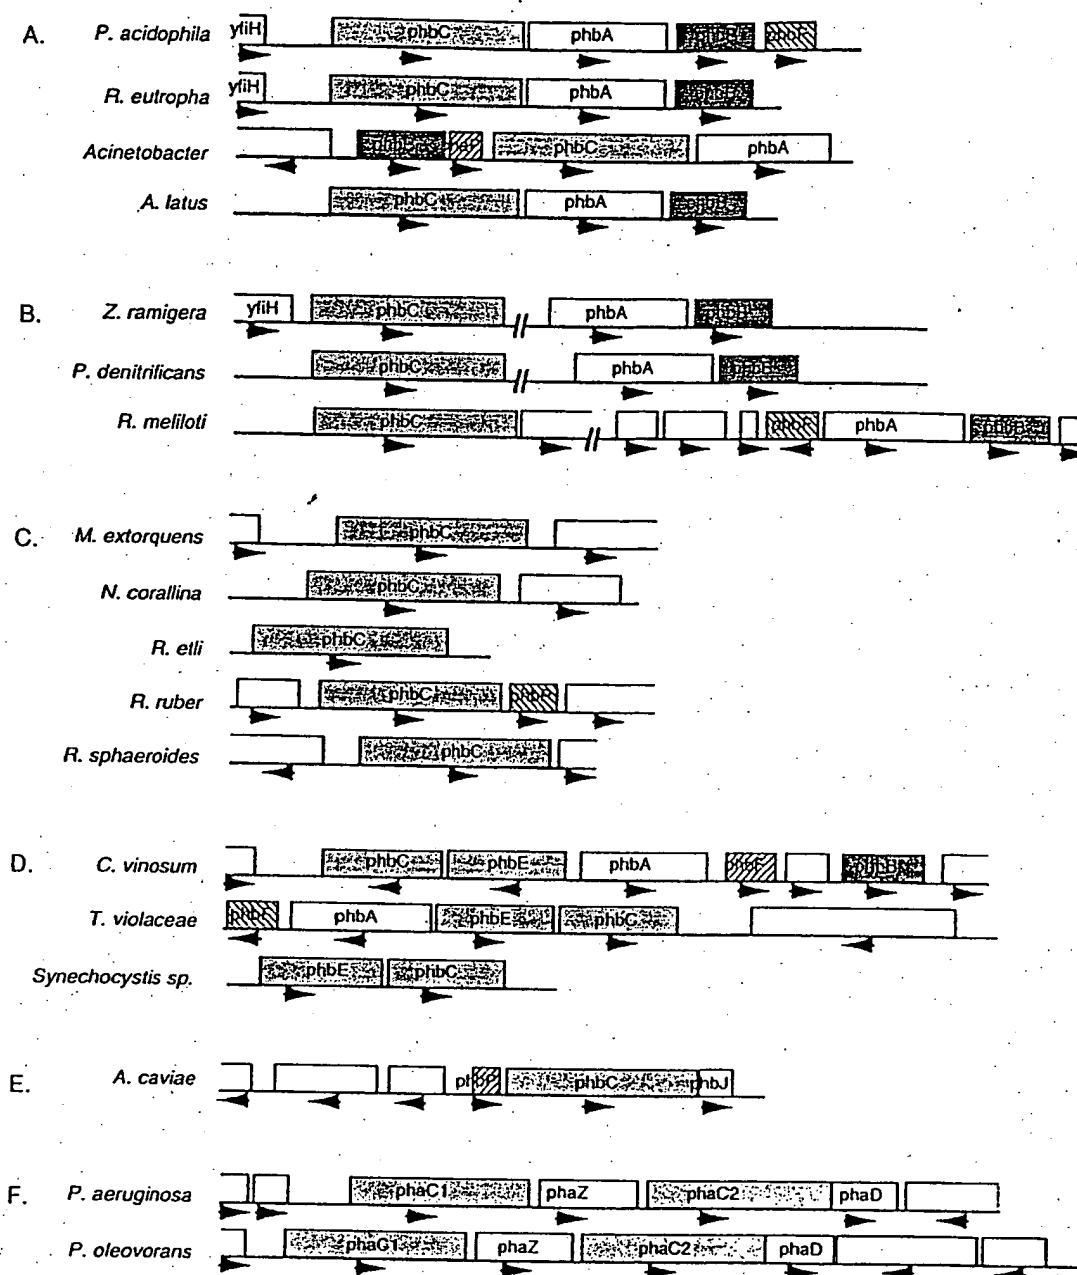 A. P. acidophila yfiH phbC phbA phbB phbF
R. eutropha yfiH phbC phbA phbB
Acinetobacter phbB phbC phbA
A. latus phbC phbA phbB
B. Z. ramigera yfiH phbC phbA phbB
P. denitrificans phbC phbA phbB
R. meliloti phbC phbF phbA phbB
C. M. extorquens phbC
N. corallina phbC
R. etli phbC
R. ruber phbC
R. sphaeroides phbC
D. C. vinosum phbC phbE phbA phbB
T. violaceae phbA phbE phbC
Synechocystis sp. phbE phbC
E. A. caviae phbC phbJ
F. P. aeruginosa phaC1 phaZ phaC2 phaD
P. oleovorans phaC1 phaZ phaC2 phaD